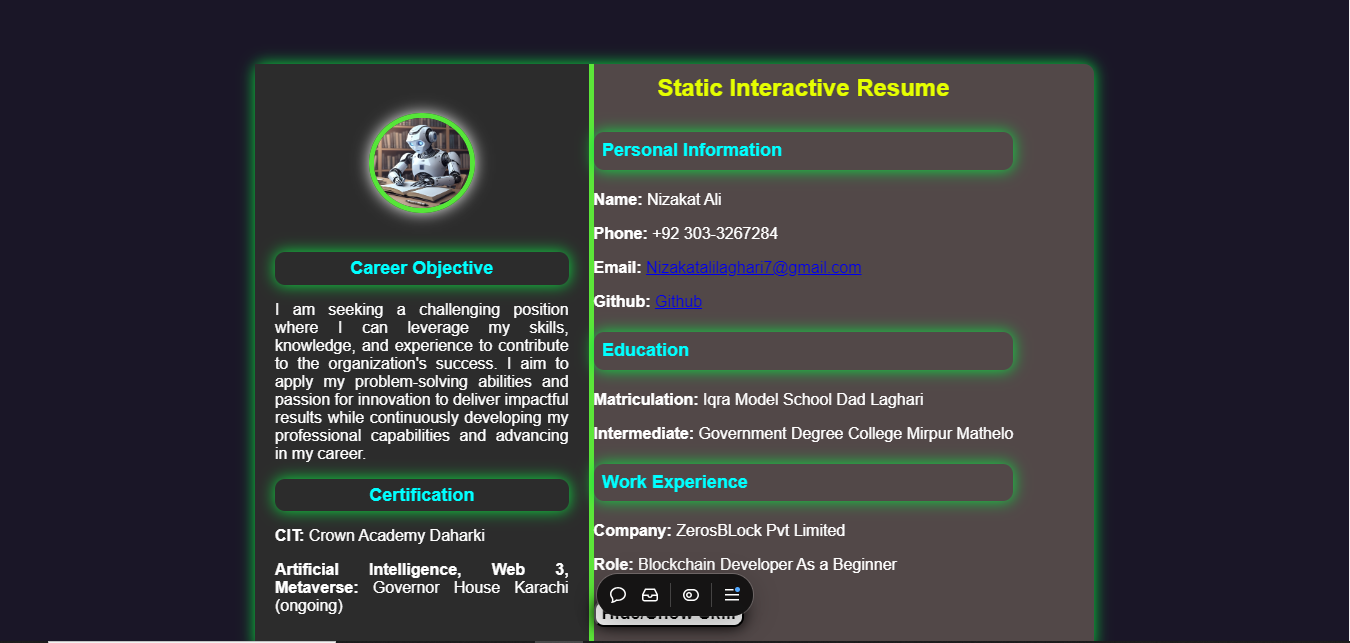 Career Objective
I am seeking a challenging position
where I can leverage my skills,
knowledge, and experience to contribute
to the organization's success. I aim to
apply my problem-solving abilities and
passion for innovation to deliver impactful
results while continuously developing my
professional capabilities and advancing
in my career.
Certification
CIT: Crown Academy Daharki
Artificial Intelligence, Web 3,
Metaverse: Governor House Karachi
(ongoing)
Static Interactive Resume
Personal Information
Name: Nizakat Ali
Phone: +92 303-3267284
Email: Nizakatalilaghari7@gmail.com
Github: Github
Education
Matriculation: Iqra Model School Dad Laghari
Intermediate: Government Degree College Mirpur Mathelo
Work Experience
Company: ZerosBLock Pvt Limited
Role: Blockchain Developer As a Beginner